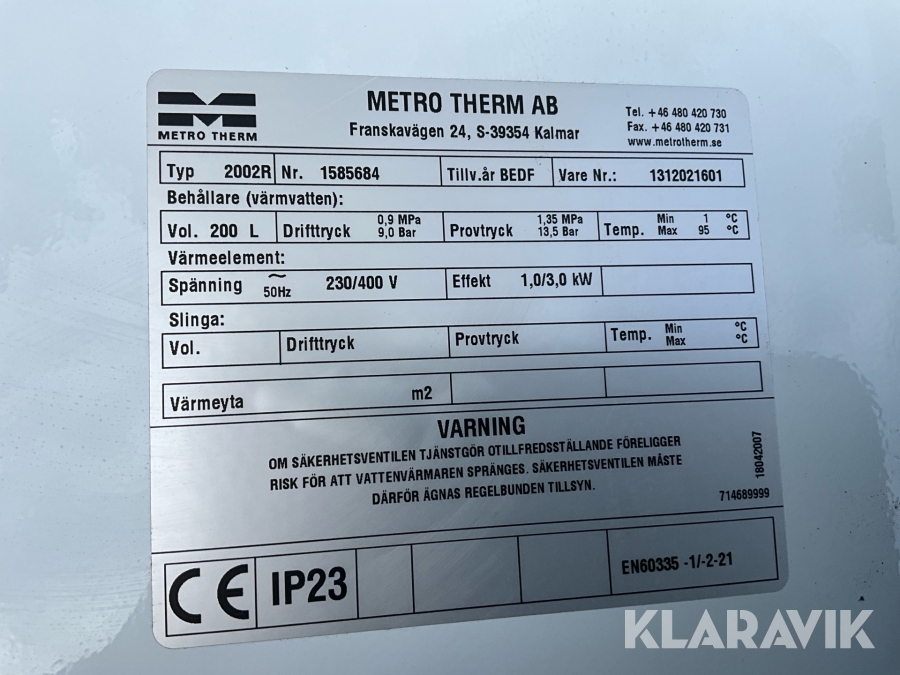 METRO THERM
METRO THERM AB
Franskavägen 24, S-39354 Kalmar
Tel. +46 480 420 730
Fax. +46 480 420 731
www.metrotherm.se
Typ 2002R Nr. 1585684 Tillv.år BEDF Vare Nr.: 1312021601
Behållare (värmvatten):
Vol. 200 L Drifttryck 0,9 MPa 9,0 Bar Provtryck 1,35 MPa 13,5 Bar Temp. Min 1 °C Max 95 °C
Värmeelement:
Spänning ~ 50Hz 230/400 V Effekt 1,0/3,0 kW
Slinga:
Vol. Drifttryck Provtryck Temp. Min °C Max °C
Värmeyta m2
VARNING
OM SÄKERHETSVENTILEN TJÄNSTGÖR OTILLFREDSSTÄLLANDE FÖRELIGGER
RISK FÖR ATT VATTENVÄRMAREN SPRÄNGES. SÄKERHETSVENTILEN MÅSTE
DÄRFÖR ÄGNAS REGELBUNDEN TILLSYN.
18042007
714689999
CE IP23 EN60335 -1/-2-21
KLARAVIK